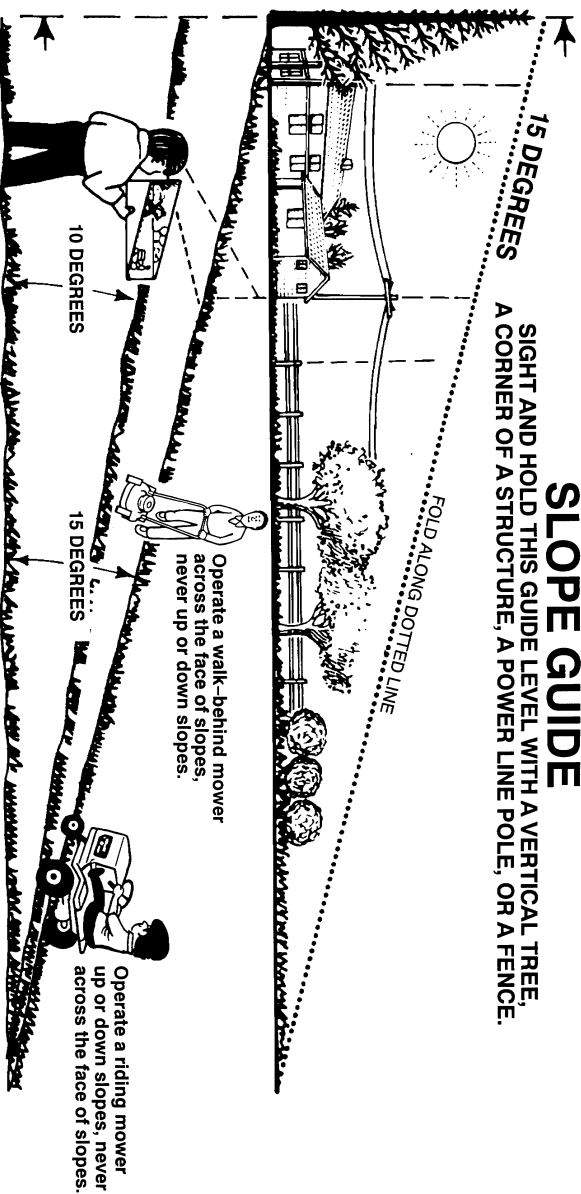 SLOPE GUIDE
SIGHT AND HOLD THIS GUIDE LEVEL WITH A VERTICAL TREE,
A CORNER OF A STRUCTURE, A POWER LINE POLE, OR A FENCE.
15 DEGREES
FOLD ALONG DOTTED LINE
Operate a walk–behind mower
across the face of slopes,
never up or down slopes.
10 DEGREES
15 DEGREES
Operate a riding mower
up or down slopes, never
across the face of slopes.